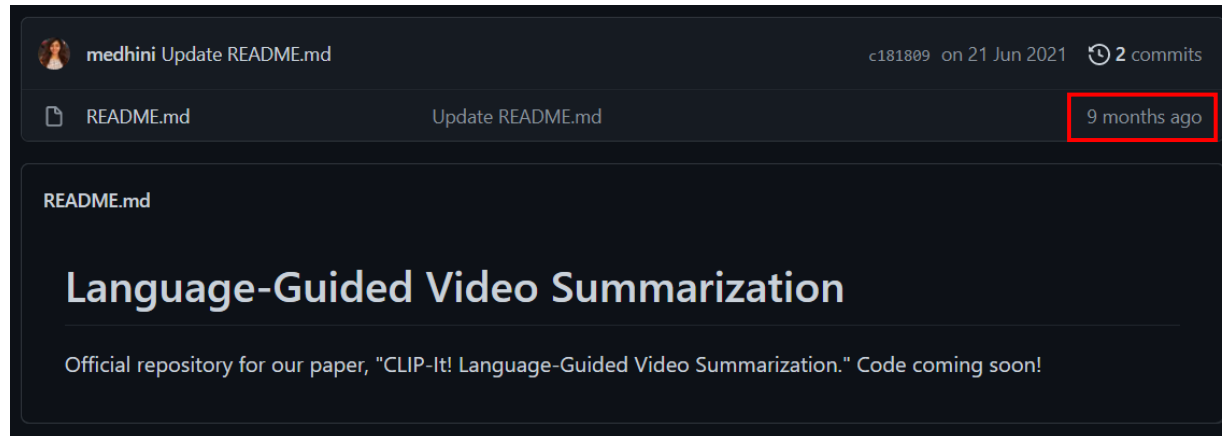 medhini Update README.md c181809 on 21 Jun 2021 2 commits
README.md Update README.md 9 months ago
README.md
Language-Guided Video Summarization
Official repository for our paper, "CLIP-It! Language-Guided Video Summarization." Code coming soon!